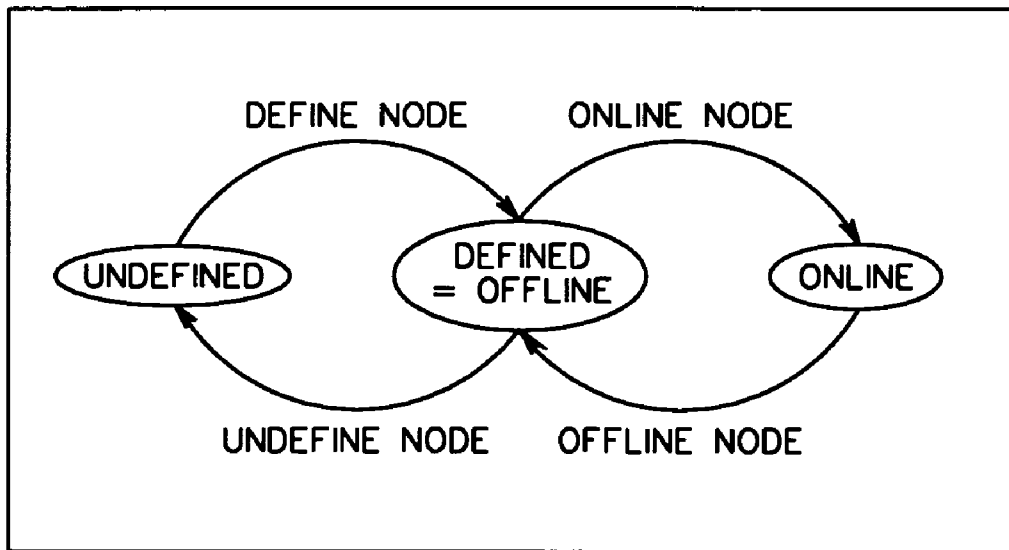 DEFINE NODE
ONLINE NODE
UNDEFINED
DEFINED
= OFFLINE
ONLINE
UNDEFINE NODE
OFFLINE NODE